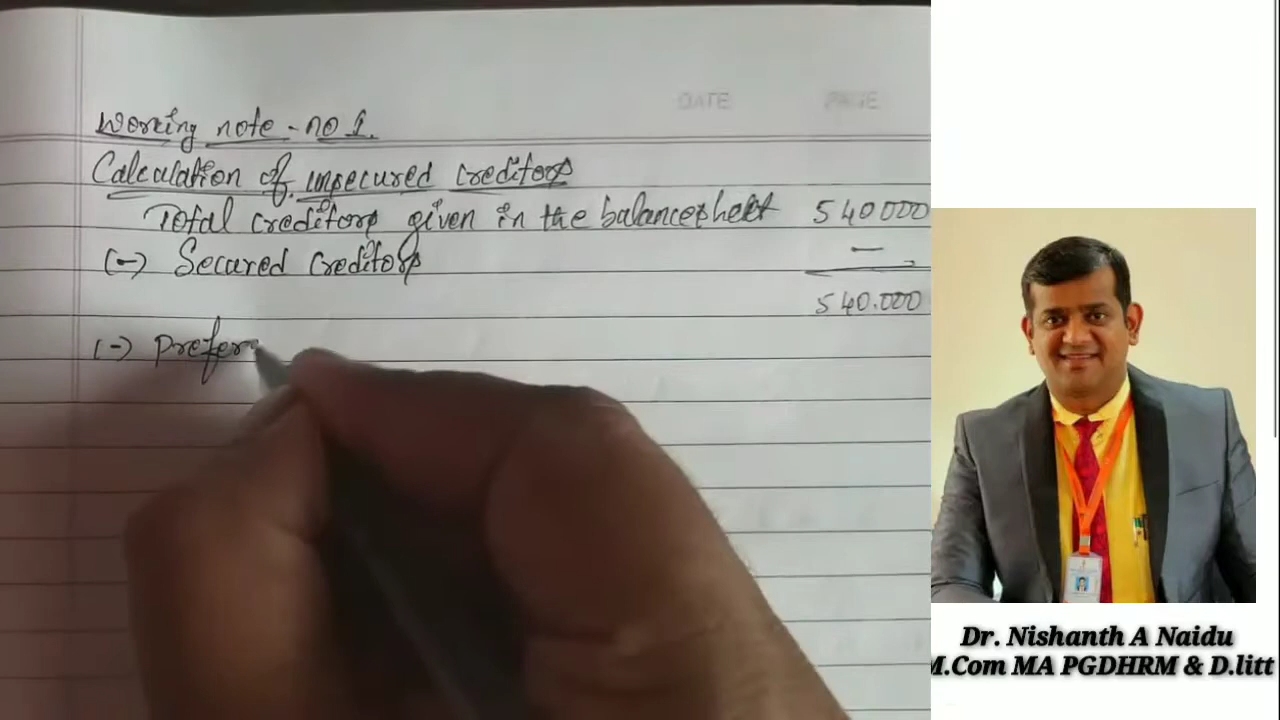 DATE PAGE
Working note - no 1.
Calculation of unsecured creditors
Total creditors given in the balancesheet 540000
(-) Secured Creditors —
540.000
(-) Prefer
Dr. Nishanth A Naidu
M.Com MA PGDHRM & D.litt